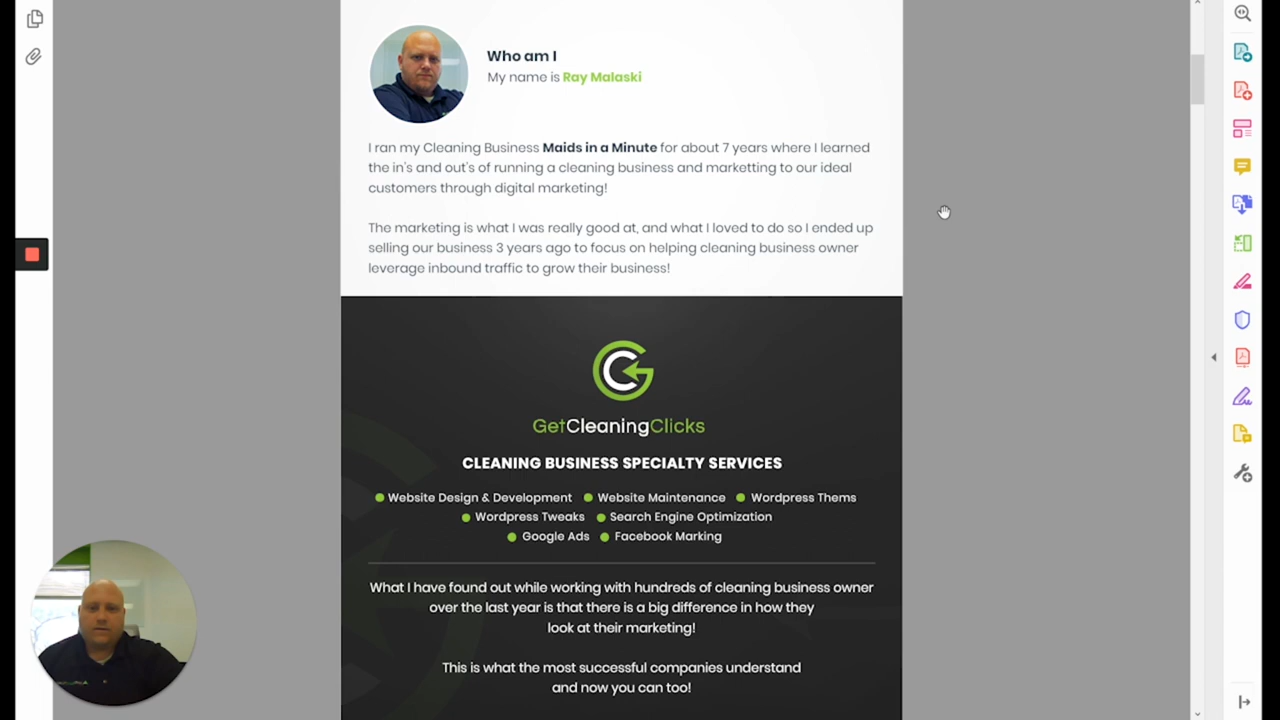 Who am I
My name is Ray Malaski
I ran my Cleaning Business Maids in a Minute for about 7 years where I learned
the in's and out's of running a cleaning business and marketting to our ideal
customers through digital marketing!
The marketing is what I was really good at, and what I loved to do so I ended up
selling our business 3 years ago to focus on helping cleaning business owner
leverage inbound traffic to grow their business!
GetCleaningClicks
CLEANING BUSINESS SPECIALTY SERVICES
Website Design & Development Website Maintenance Wordpress Thems
Wordpress Tweaks Search Engine Optimization
Google Ads Facebook Marking
What I have found out while working with hundreds of cleaning business owner
over the last year is that there is a big difference in how they
look at their marketing!
This is what the most successful companies understand
and now you can too!